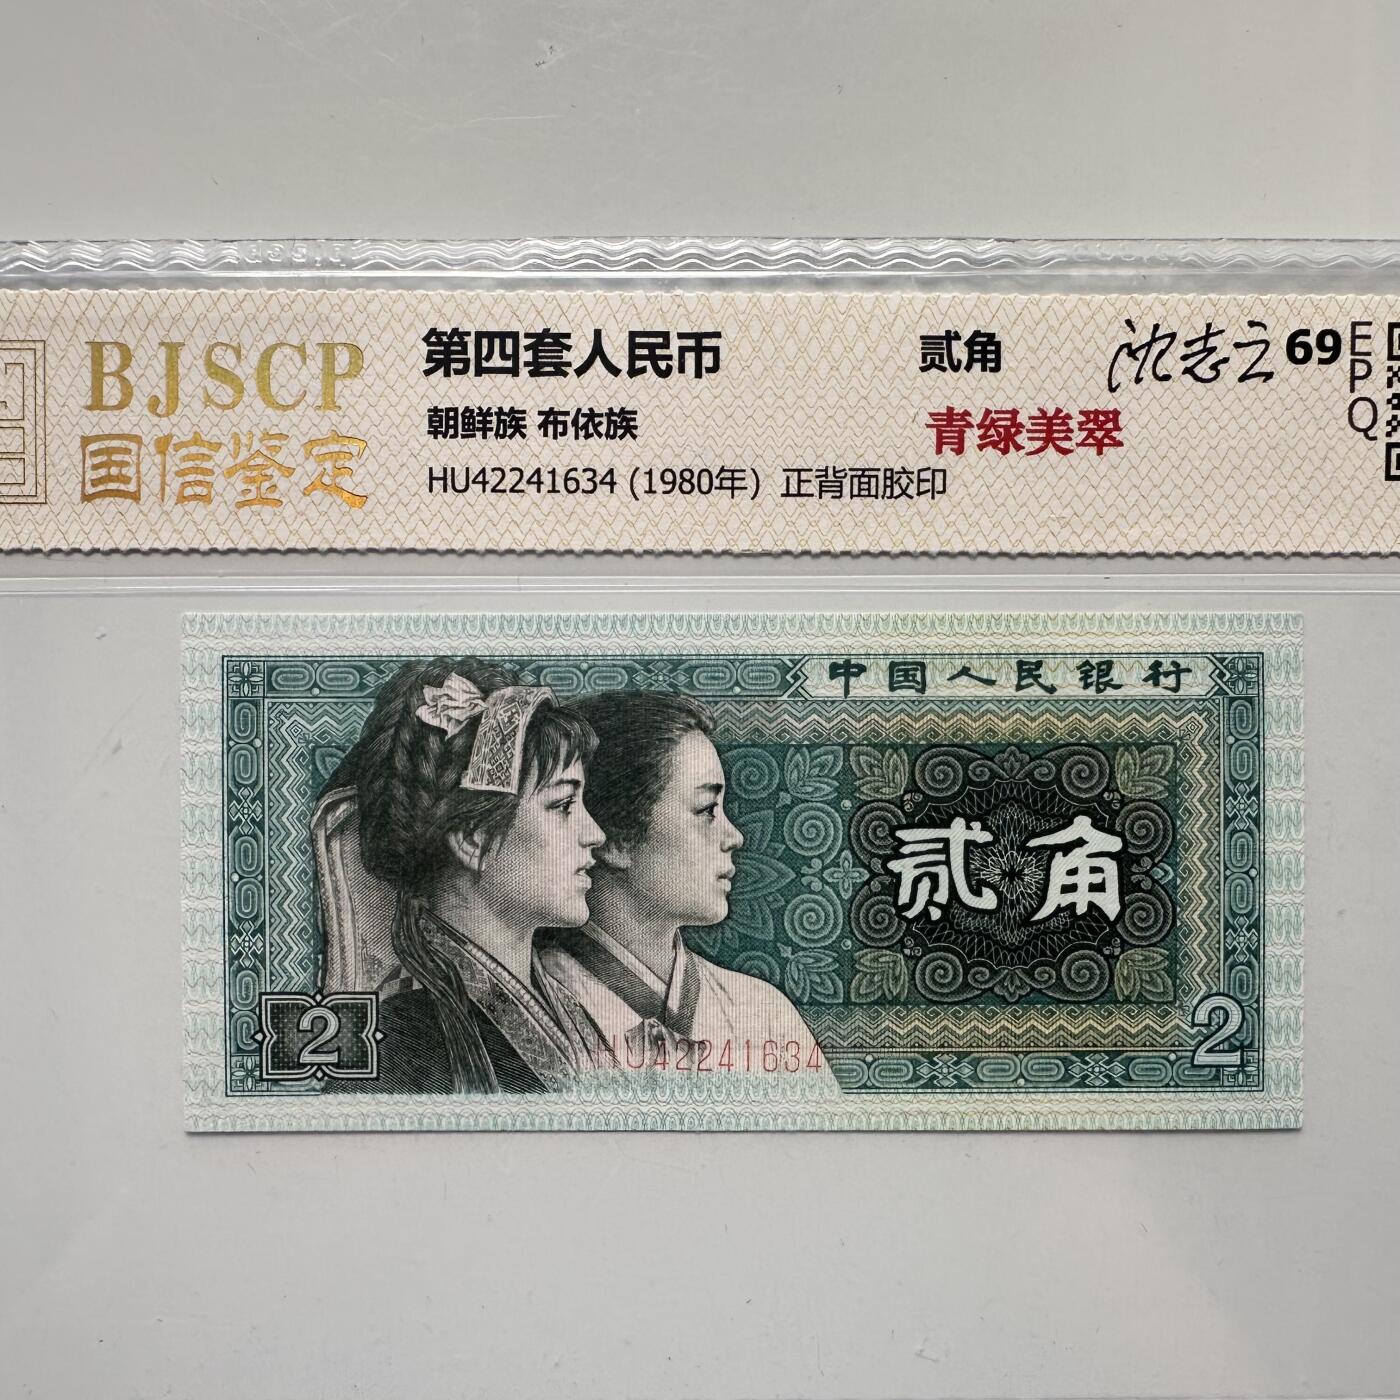 BJSCP
国信鉴定
第四套人民币 贰角 沈志云 69 EPQ
朝鲜族 布依族 青绿美翠
HU42241634 (1980年) 正背面胶印
中国人民银行
贰角
2
HU42241634
2